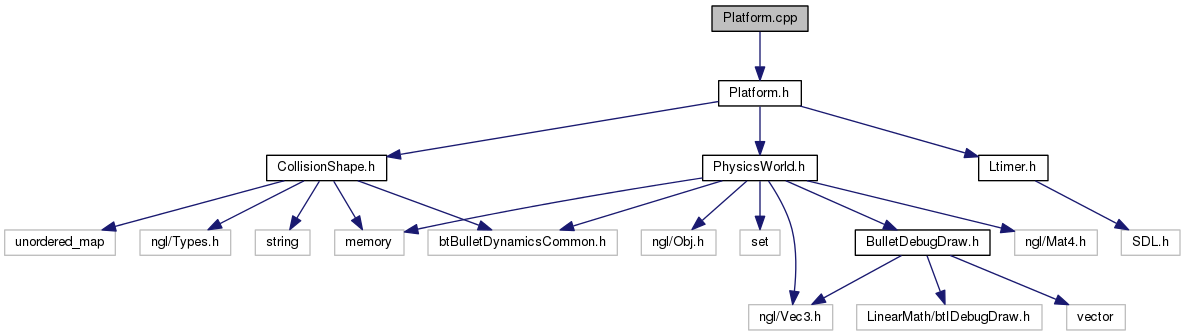 Platform.cpp
Platform.h
CollisionShape.h
PhysicsWorld.h
Ltimer.h
unordered_map
ngl/Types.h
string
memory
btBulletDynamicsCommon.h
ngl/Obj.h
set
BulletDebugDraw.h
ngl/Mat4.h
SDL.h
ngl/Vec3.h
LinearMath/btIDebugDraw.h
vector